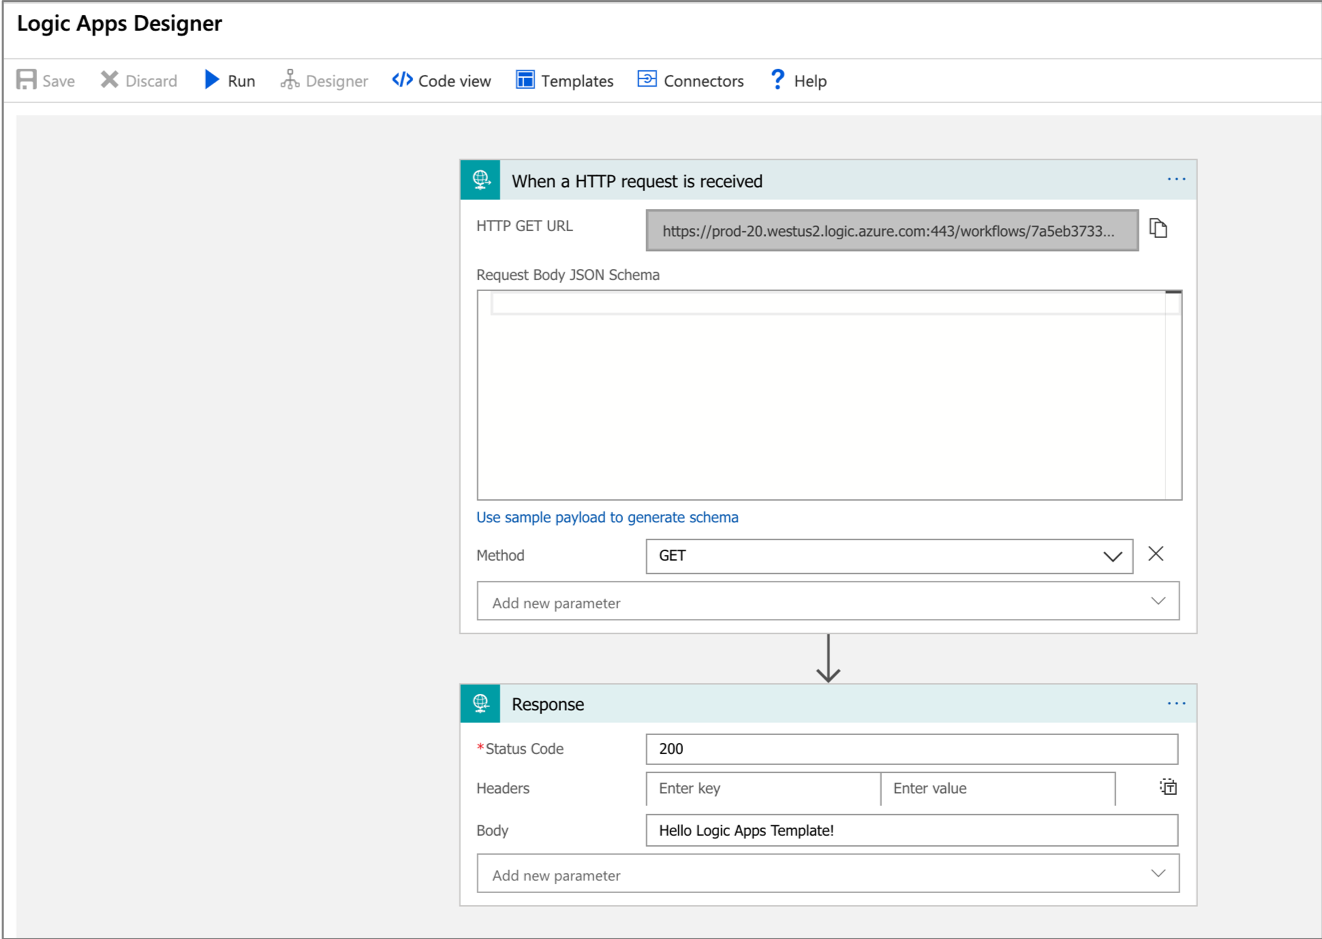 Logic Apps Designer
Save Discard Run Designer </> Code view Templates Connectors ? Help
When a HTTP request is received ...
HTTP GET URL https://prod-20.westus2.logic.azure.com:443/workflows/7a5eb3733...
Request Body JSON Schema
Use sample payload to generate schema
Method GET
Add new parameter
Response ...
*Status Code 200
Headers Enter key Enter value
Body Hello Logic Apps Template!
Add new parameter